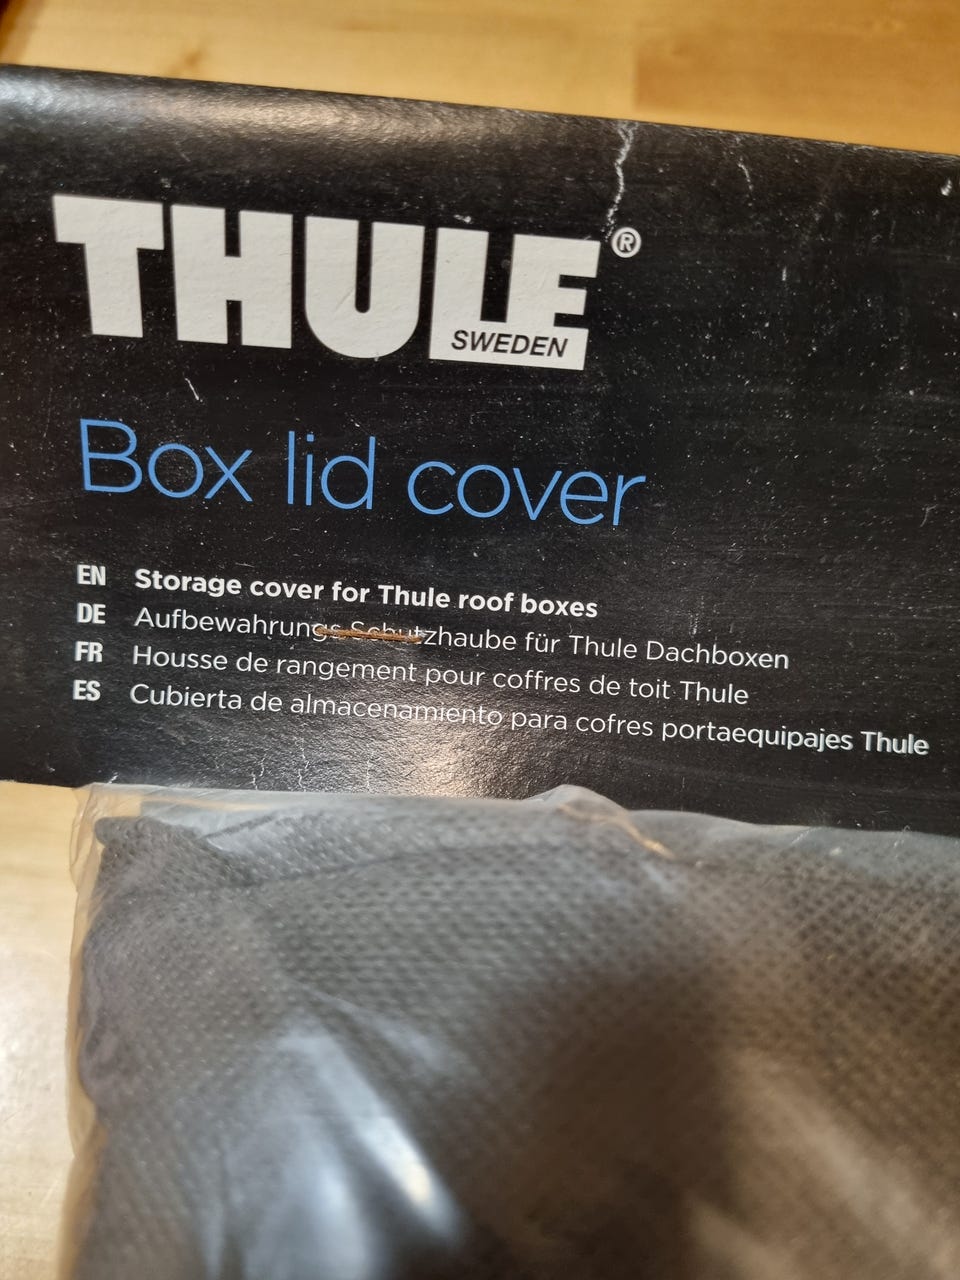 THULE®
SWEDEN
Box lid cover
EN Storage cover for Thule roof boxes
DE Aufbewahrungs Schutzhaube für Thule Dachboxen
FR Housse de rangement pour coffres de toit Thule
ES Cubierta de almacenamiento para cofres portaequipajes Thule